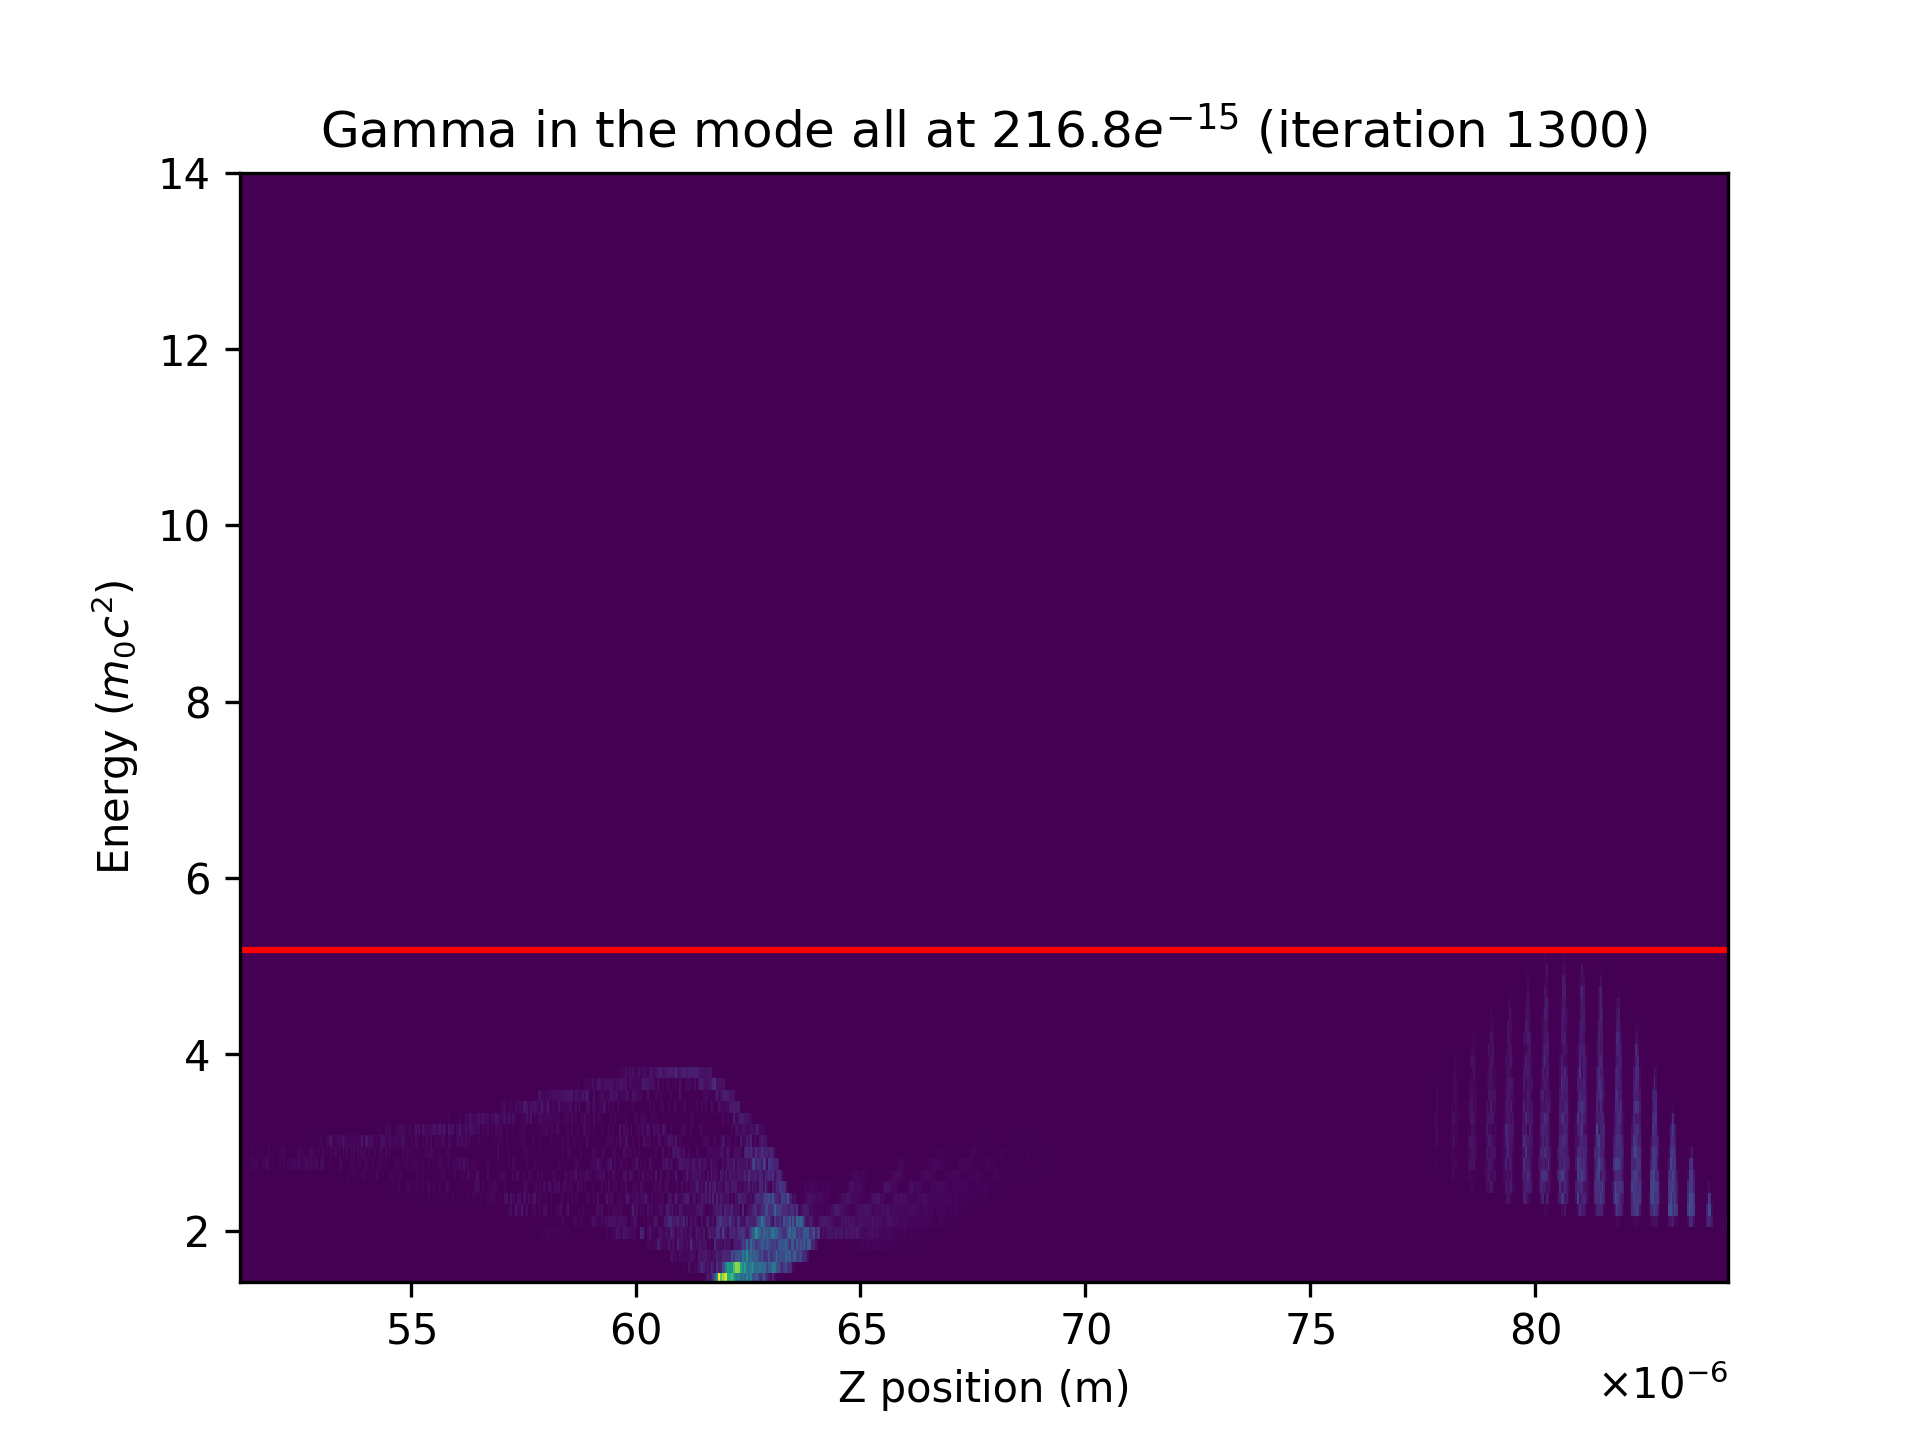 Gamma in the mode all at 216.8e⁻¹⁵ (iteration 1300)
14
12
10
8
6
4
2
Energy (m₀c²)
55 60 65 70 75 80
×10⁻⁶
Z position (m)